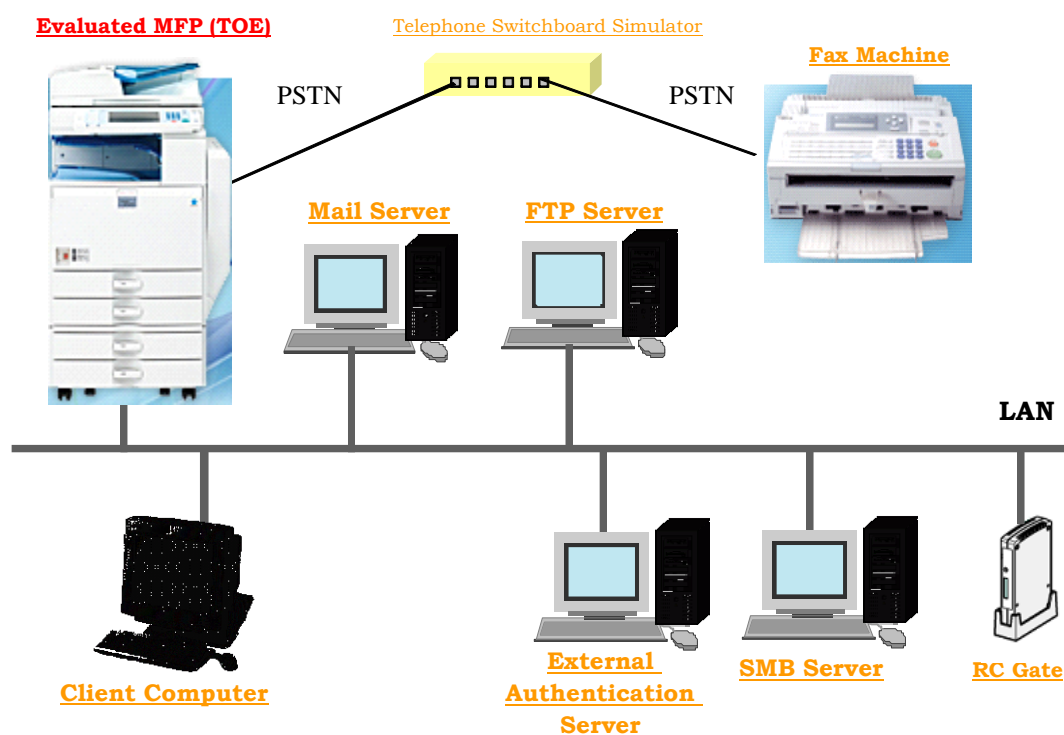 Evaluated MFP (TOE)
Telephone Switchboard Simulator
Fax Machine
PSTN
PSTN
Mail Server
FTP Server
LAN
Client Computer
External
Authentication
Server
SMB Server
RC Gate